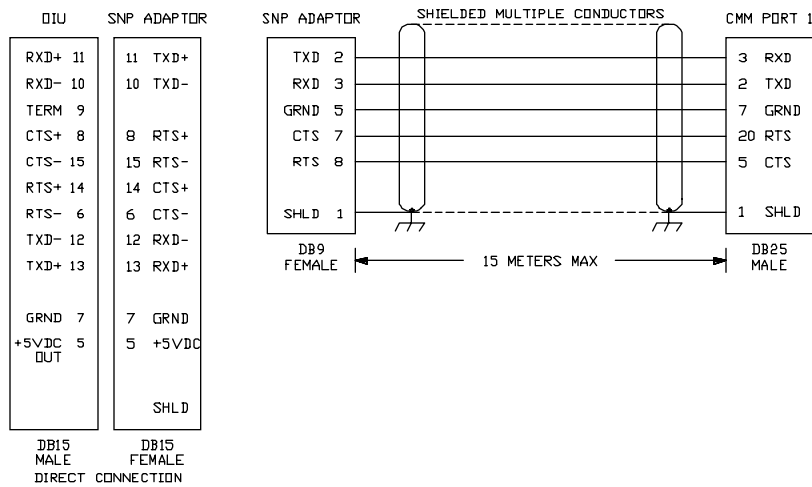 OIU SNP ADAPTOR
RXD+ 11 11 TXD+
RXD- 10 10 TXD-
TERM 9
CTS+ 8 8 RTS+
CTS- 15 15 RTS-
RTS+ 14 14 CTS+
RTS- 6 6 CTS-
TXD- 12 12 RXD-
TXD+ 13 13 RXD+
GRND 7 7 GRND
+5VDC 5 5 +5VDC
OUT
SHLD
DB15 DB15
MALE FEMALE
DIRECT CONNECTION
SNP ADAPTOR SHIELDED MULTIPLE CONDUCTORS CMM PORT 1
TXD 2 3 RXD
RXD 3 2 TXD
GRND 5 7 GRND
CTS 7 20 RTS
RTS 8 5 CTS
SHLD 1 1 SHLD
DB9 DB25
FEMALE 15 METERS MAX MALE